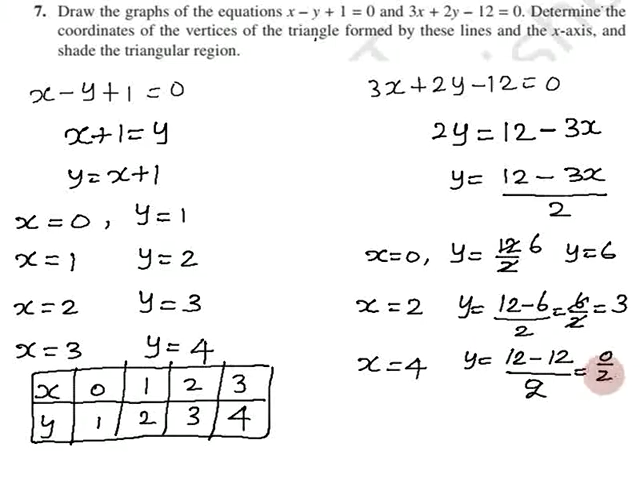 7. Draw the graphs of the equations x – y + 1 = 0 and 3x + 2y – 12 = 0. Determine the
coordinates of the vertices of the triangle formed by these lines and the x-axis, and
shade the triangular region.
x - y + 1 = 0
x + 1 = y
y = x + 1
x = 0, y = 1
x = 1 y = 2
x = 2 y = 3
x = 3 y = 4
x 0 1 2 3
y 1 2 3 4
3x + 2y - 12 = 0
2y = 12 - 3x
y = (12 - 3x)/2
x = 0, y = 12/2 6 y = 6
x = 2 y = (12 - 6)/2 = 6/2 = 3
x = 4 y = (12 - 12)/2 = 0/2